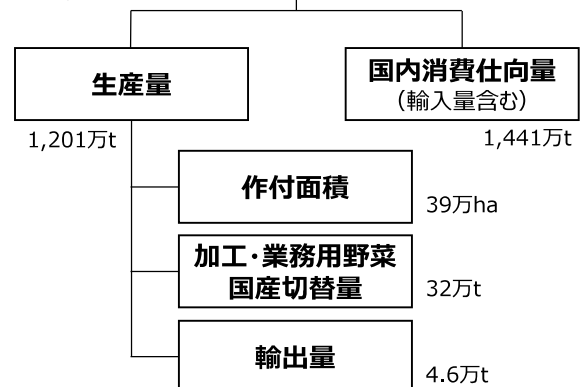 生産量
1,201万t
国内消費仕向量
（輸入量含む）
1,441万t
作付面積
39万ha
加工・業務用野菜
国産切替量
32万t
輸出量
4.6万t